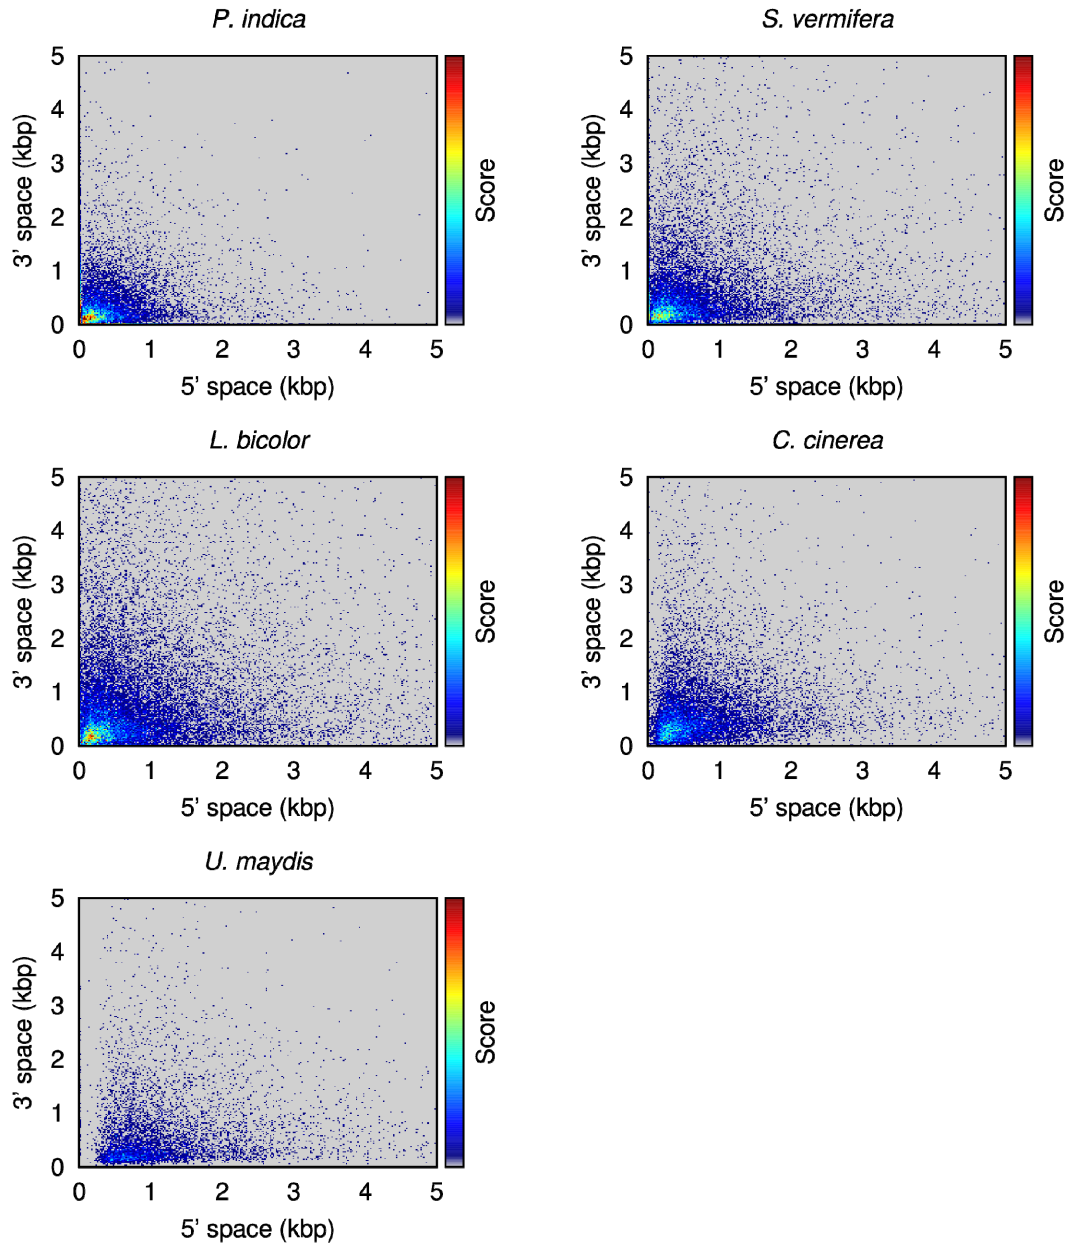 P. indica
5
4
3
2
1
0
3’ space (kbp)
0 1 2 3 4 5
5’ space (kbp)
Score
S. vermifera
5
4
3
2
1
0
3’ space (kbp)
0 1 2 3 4 5
5’ space (kbp)
Score
L. bicolor
5
4
3
2
1
0
3’ space (kbp)
0 1 2 3 4 5
5’ space (kbp)
Score
C. cinerea
5
4
3
2
1
0
3’ space (kbp)
0 1 2 3 4 5
5’ space (kbp)
Score
U. maydis
5
4
3
2
1
0
3’ space (kbp)
0 1 2 3 4 5
5’ space (kbp)
Score